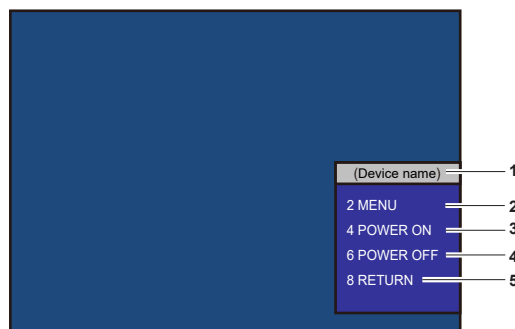 (Device name) 1
2 MENU 2
4 POWER ON 3
6 POWER OFF 4
8 RETURN 5